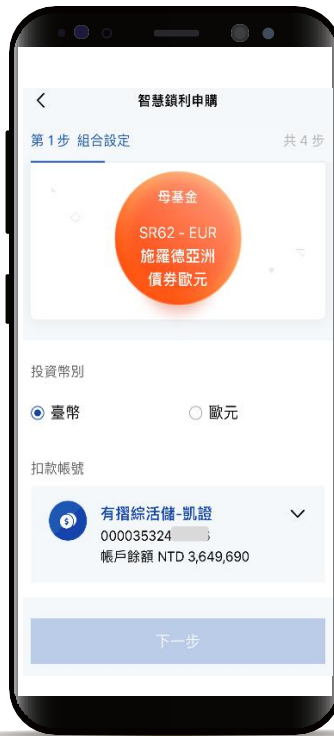 智慧鎖利申購
第1步 組合設定
共4步
母基金
SR62 - EUR
施羅德亞洲
債券歐元
投資幣別
臺幣
歐元
扣款帳號
有摺綜活儲-凱證
000035324
帳戶餘額 NTD 3,649,690
下一步